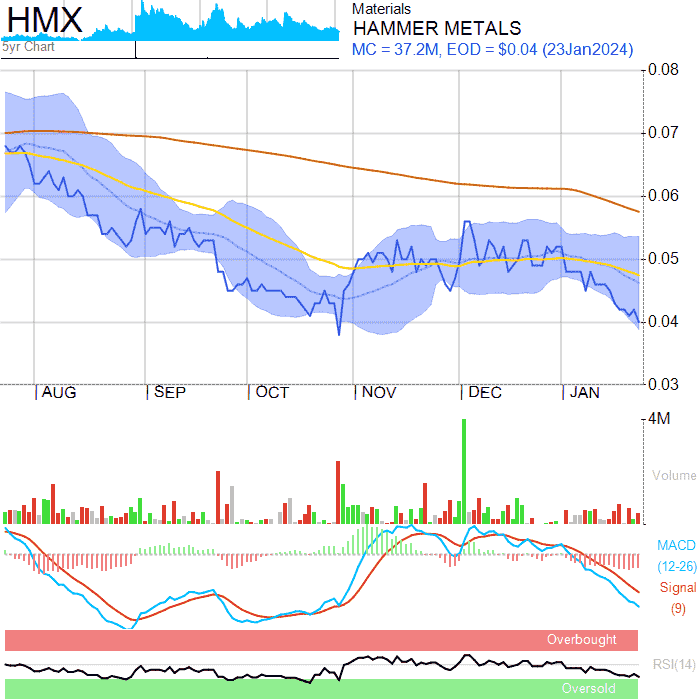 HMX
5yr Chart
Materials
HAMMER METALS
MC = 37.2M, EOD = $0.04 (23Jan2024)
0.08
0.07
0.06
0.05
0.04
0.03
AUG
SEP
OCT
NOV
DEC
JAN
4M
Volume
MACD
(12-26)
Signal
(9)
Overbought
RSI(14)
Oversold